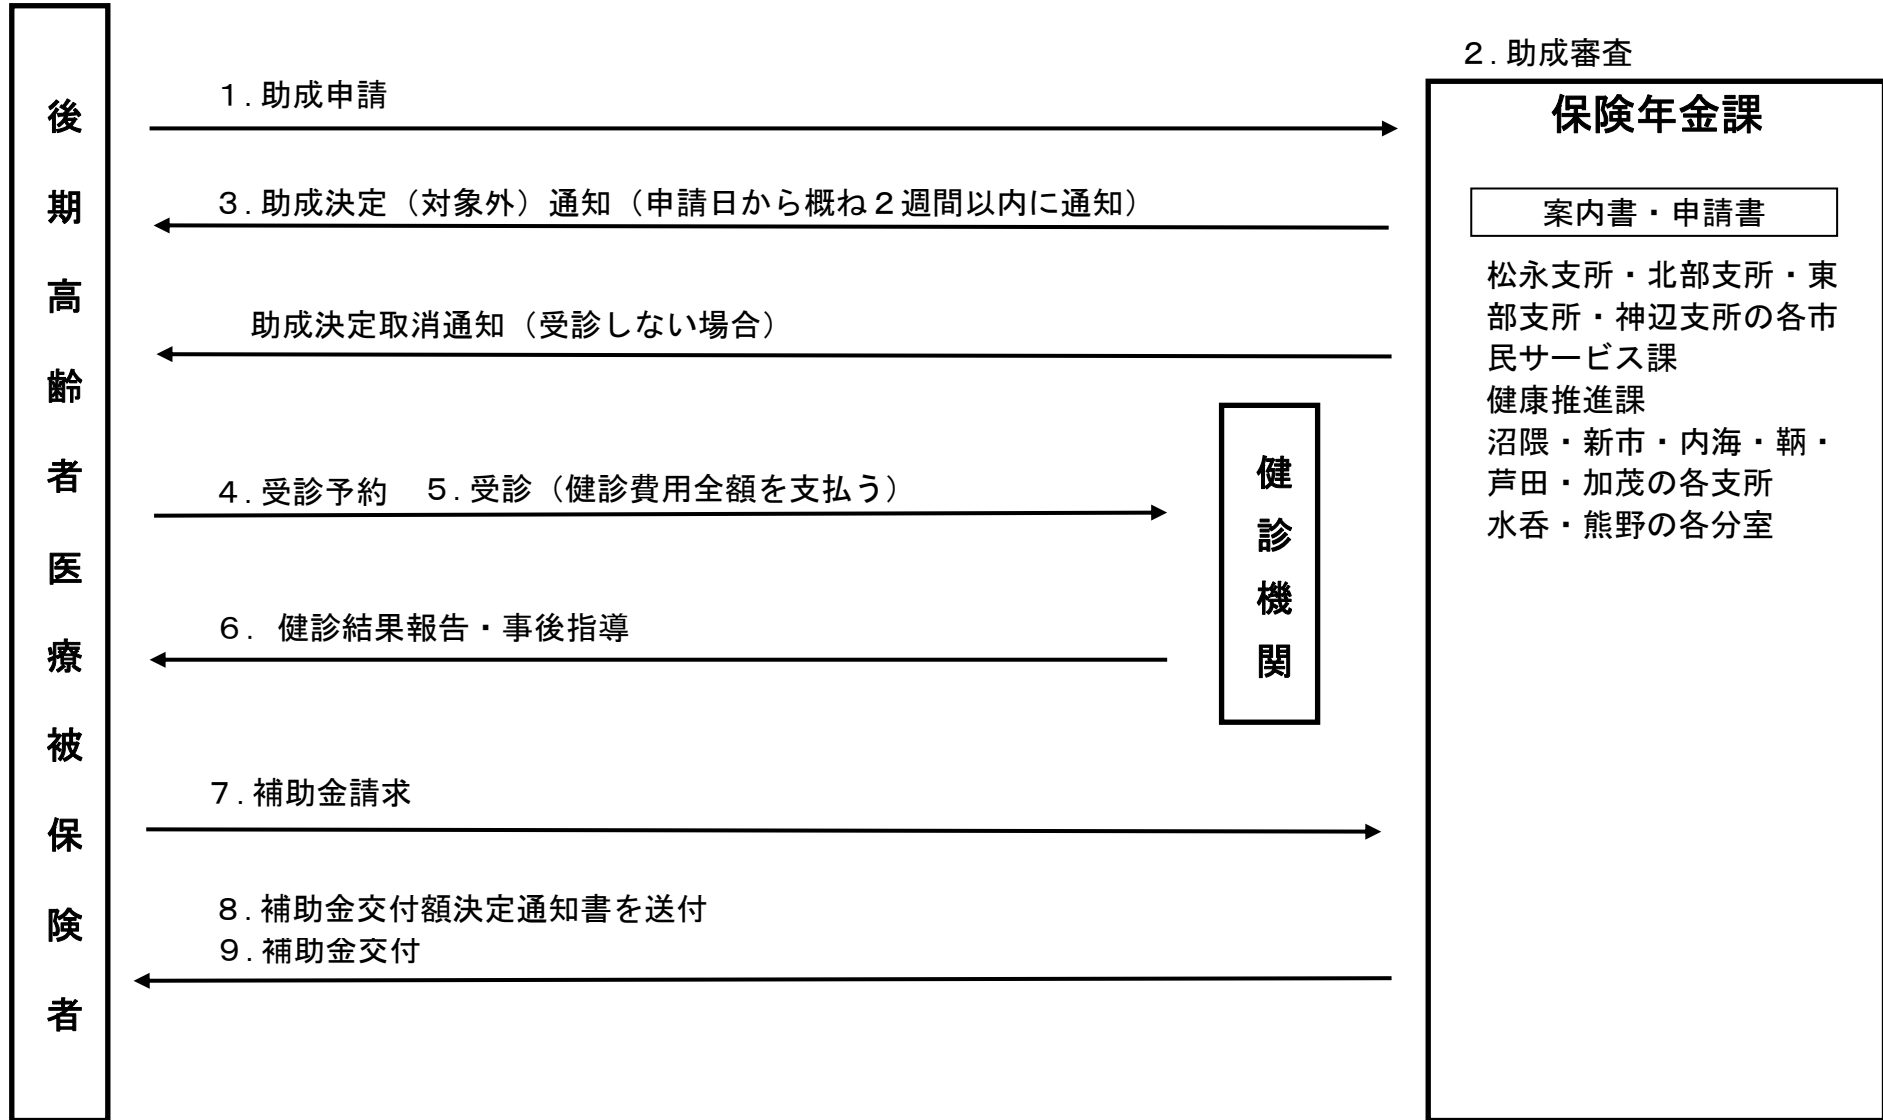 後期高齢者医療被保険者
１.助成申請
２.助成審査
保険年金課
案内書・申請書
松永支所・北部支所・東
部支所・神辺支所の各市
民サービス課
健康推進課
沼隈・新市・内海・鞆・
芦田・加茂の各支所
水呑・熊野の各分室
３.助成決定（対象外）通知（申請日から概ね２週間以内に通知）
助成決定取消通知（受診しない場合）
４.受診予約　５.受診（健診費用全額を支払う）
健診機関
６. 健診結果報告・事後指導
７.補助金請求
８.補助金交付額決定通知書を送付
９.補助金交付